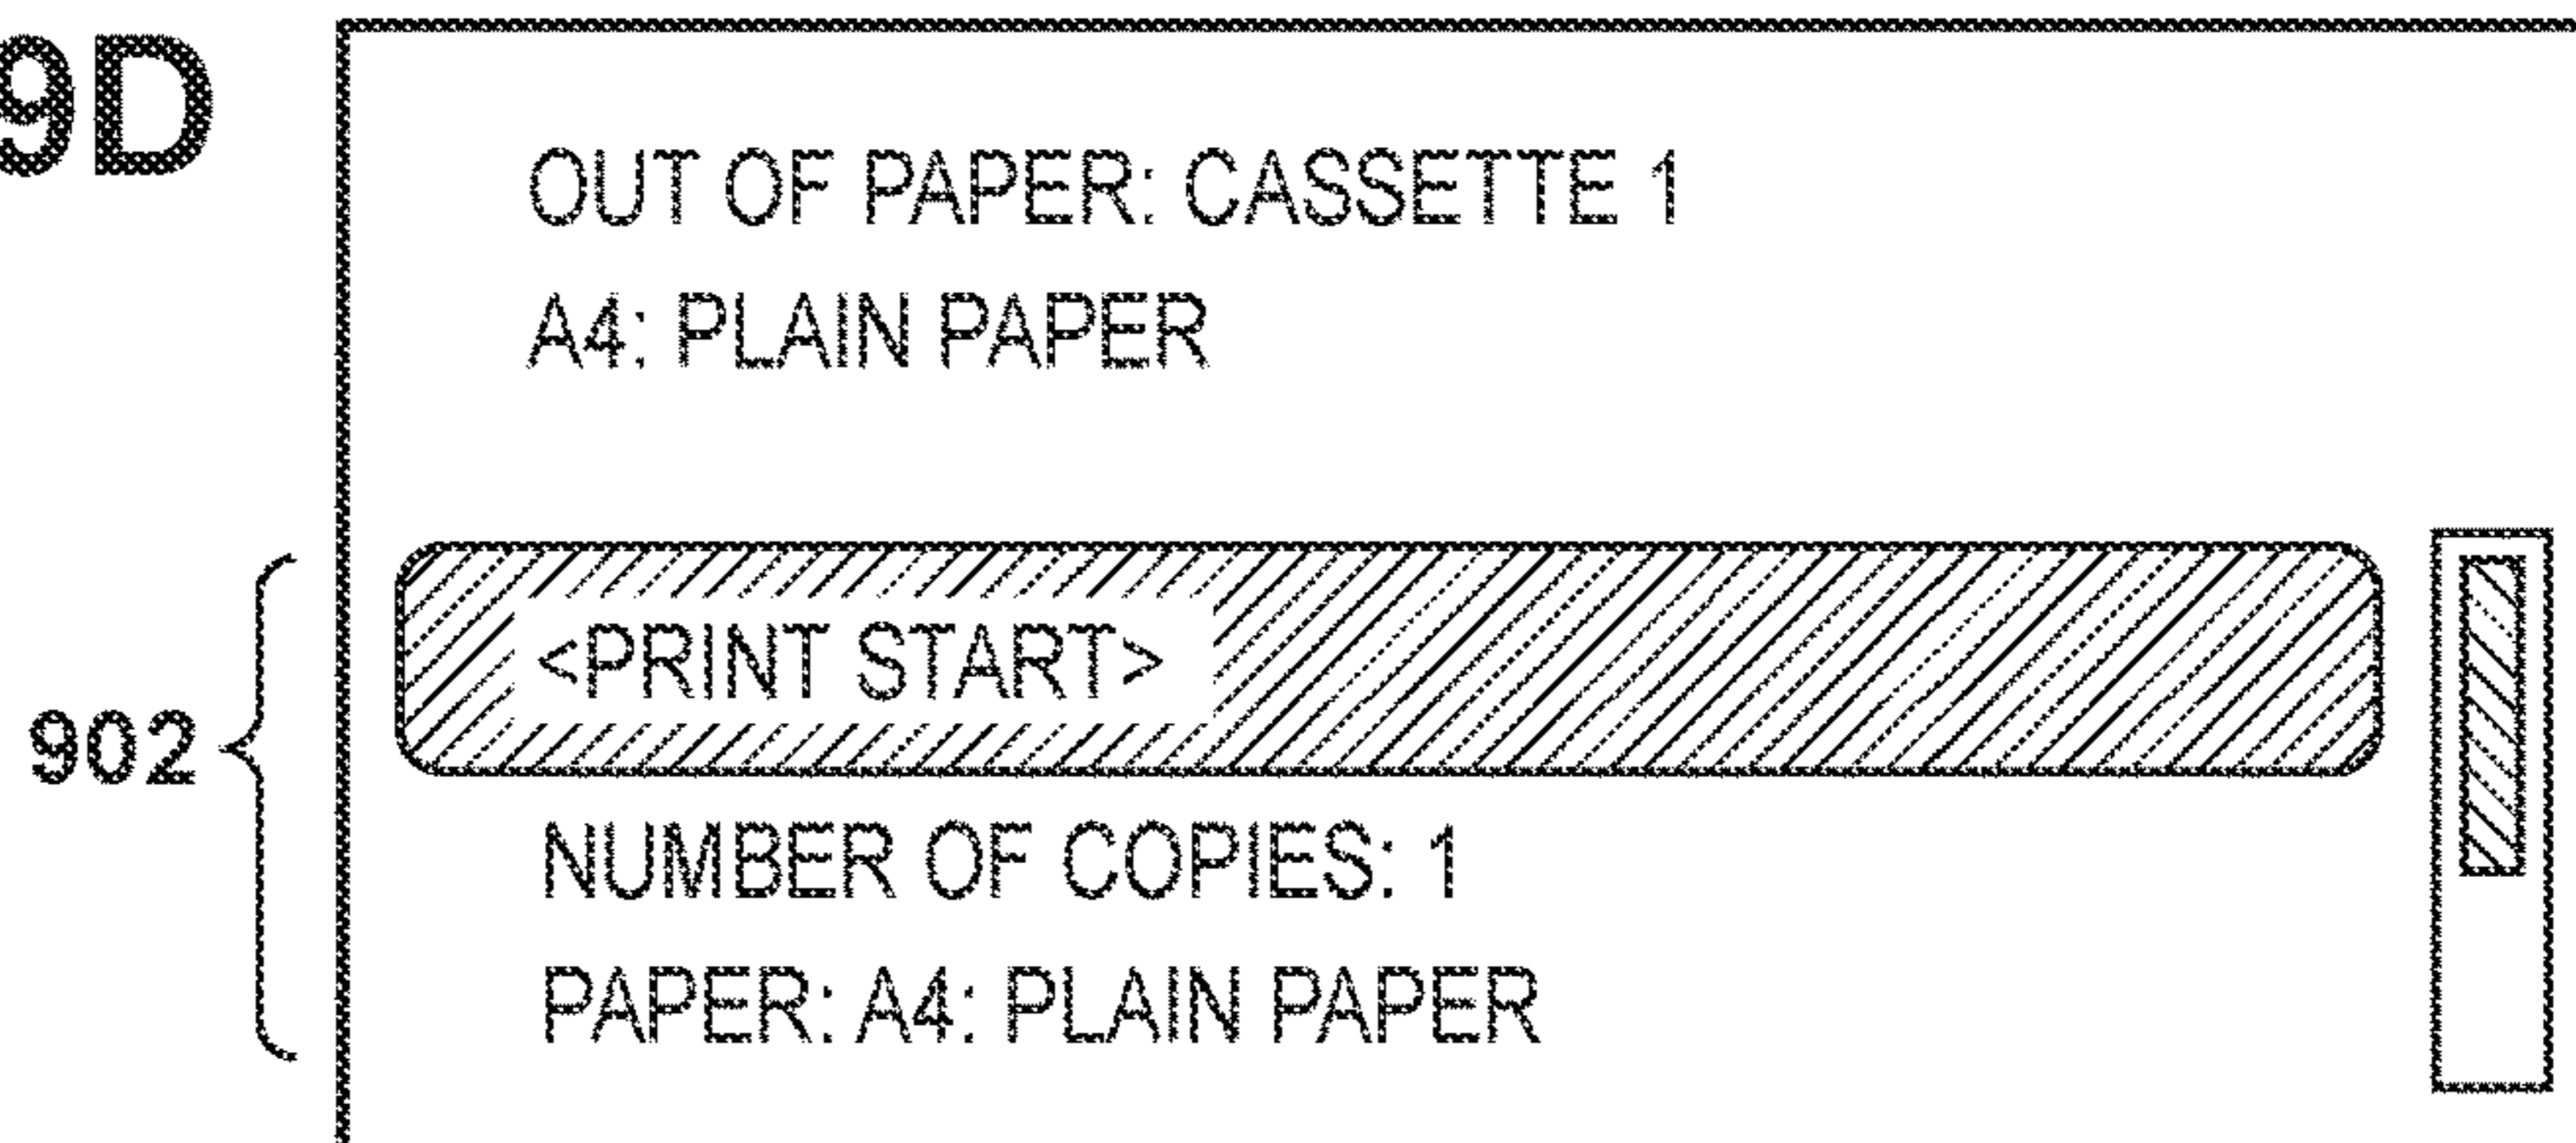 9D
OUT OF PAPER: CASSETTE 1
A4: PLAIN PAPER
<PRINT START>
902
NUMBER OF COPIES: 1
PAPER: A4: PLAIN PAPER